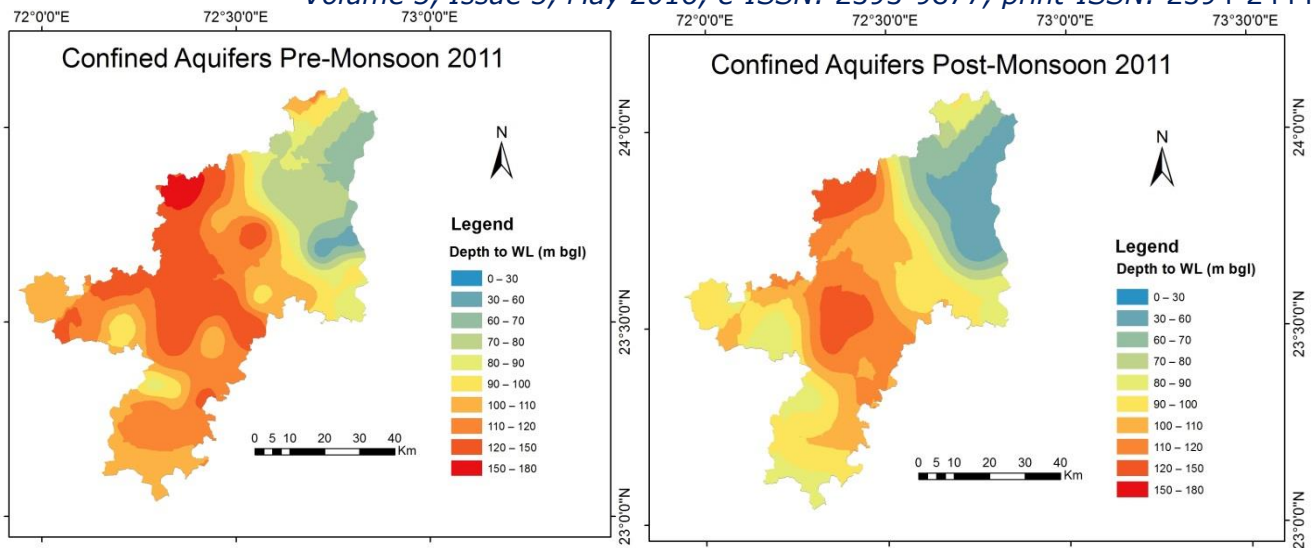 Volume 3, Issue 5, May 2016, e-ISSN: 2393-9877, print-ISSN: 2394-2444
72°0'0"E 72°30'0"E 73°0'0"E
Confined Aquifers Pre-Monsoon 2011
N
24°0'0"N
23°30'0"N
23°0'0"N
Legend
Depth to WL (m bgl)
0 – 30
30 – 60
60 – 70
70 – 80
80 – 90
90 – 100
100 – 110
110 – 120
120 – 150
150 – 180
0 5 10 20 30 40
Km
72°0'0"E 72°30'0"E 73°0'0"E 73°30'0"E
Confined Aquifers Post-Monsoon 2011
N
24°0'0"N
23°30'0"N
23°0'0"N
Legend
Depth to WL (m bgl)
0 – 30
30 – 60
60 – 70
70 – 80
80 – 90
90 – 100
100 – 110
110 – 120
120 – 150
150 – 180
0 5 10 20 30 40
Km